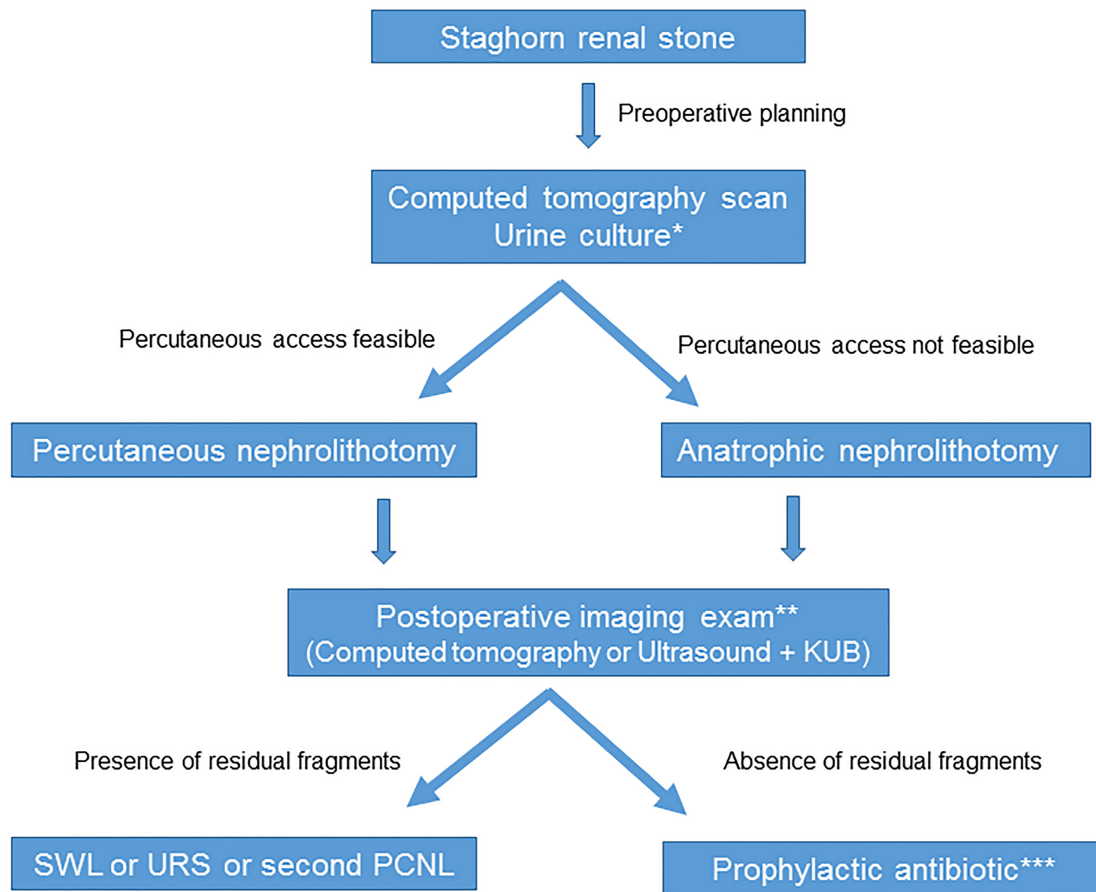 Staghorn renal stone
Preoperative planning
Computed tomography scan
Urine culture*
Percutaneous access feasible
Percutaneous access not feasible
Percutaneous nephrolithotomy
Anatrophic nephrolithotomy
Postoperative imaging exam**
(Computed tomography or Ultrasound + KUB)
Presence of residual fragments
Absence of residual fragments
SWL or URS or second PCNL
Prophylactic antibiotic***